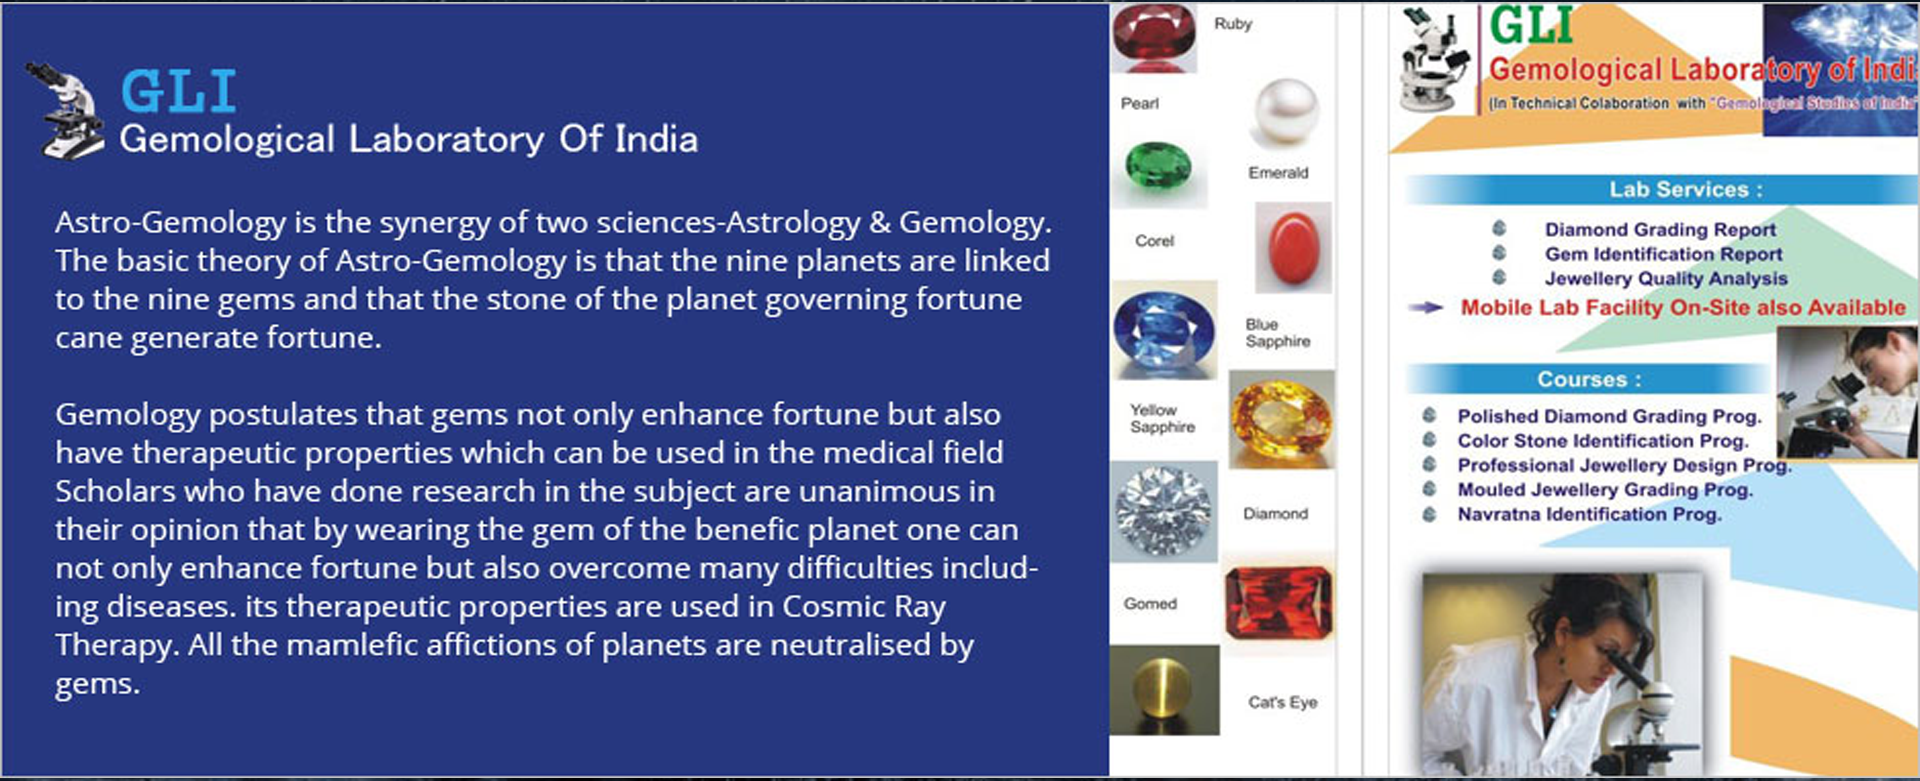 GLI
Gemological Laboratory Of India
Astro-Gemology is the synergy of two sciences-Astrology & Gemology.
The basic theory of Astro-Gemology is that the nine planets are linked
to the nine gems and that the stone of the planet governing fortune
cane generate fortune.
Gemology postulates that gems not only enhance fortune but also
have therapeutic properties which can be used in the medical field
Scholars who have done research in the subject are unanimous in
their opinion that by wearing the gem of the benefic planet one can
not only enhance fortune but also overcome many difficulties includ-
ing diseases. its therapeutic properties are used in Cosmic Ray
Therapy. All the mamlefic affictions of planets are neutralised by
gems.
Ruby
Pearl
Emerald
Corel
Blue
Sapphire
Yellow
Sapphire
Diamond
Gomed
Cat's Eye
GLI
Gemological Laboratory of Indi
(In Technical Colaboration with "Gemological Studies of India"
Lab Services :
Diamond Grading Report
Gem Identification Report
Jewellery Quality Analysis
Mobile Lab Facility On-Site also Available
Courses :
Polished Diamond Grading Prog.
Color Stone Identification Prog.
Professional Jewellery Design Prog.
Mouled Jewellery Grading Prog.
Navratna Identification Prog.